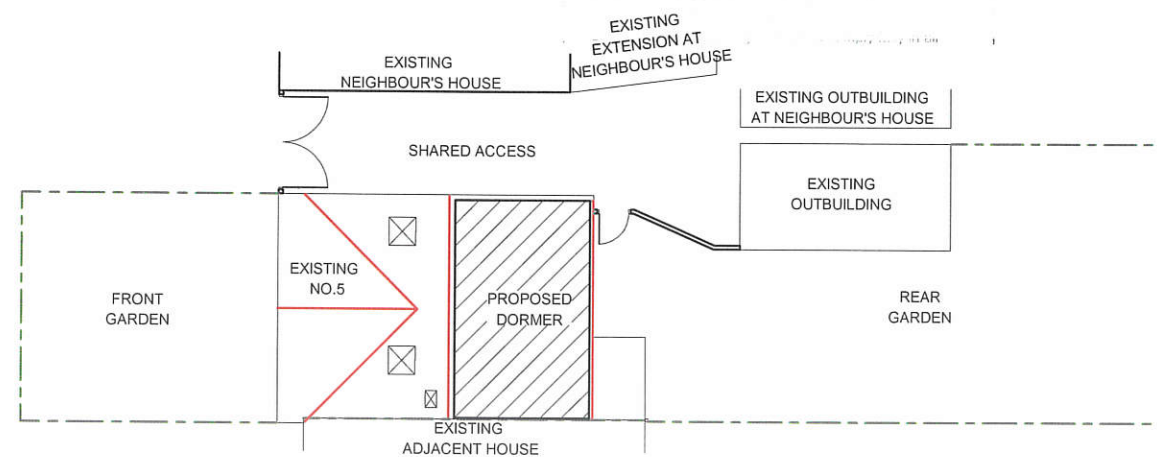 EXISTING
EXTENSION AT
NEIGHBOUR'S HOUSE
EXISTING
NEIGHBOUR'S HOUSE
EXISTING OUTBUILDING
AT NEIGHBOUR'S HOUSE
SHARED ACCESS
EXISTING
OUTBUILDING
EXISTING
NO.5
FRONT
GARDEN
PROPOSED
DORMER
REAR
GARDEN
EXISTING
ADJACENT HOUSE